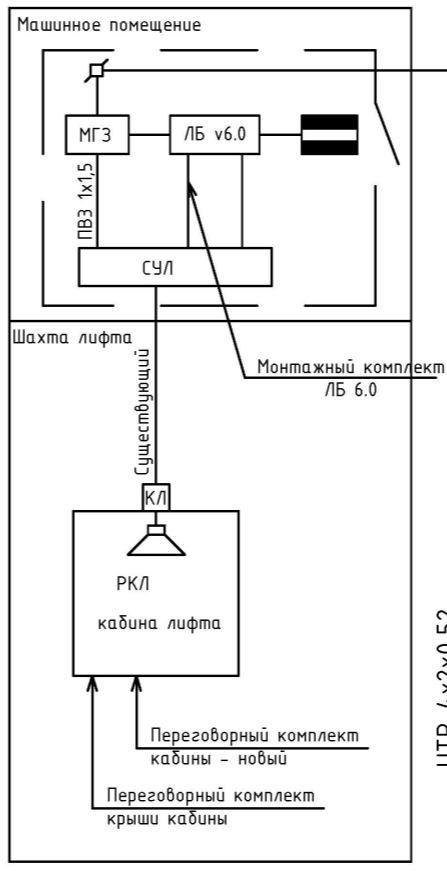 Машинное помещение
МГЗ
ЛБ v6.0
ПВЗ 1х1,5
СУЛ
Шахта лифта
Существующий
Монтажный комплект
ЛБ 6.0
КЛ
РКЛ
кабина лифта
UTP 4х2х0,52
Переговорный комплект
кабины - новый
Переговорный комплект
крыши кабины